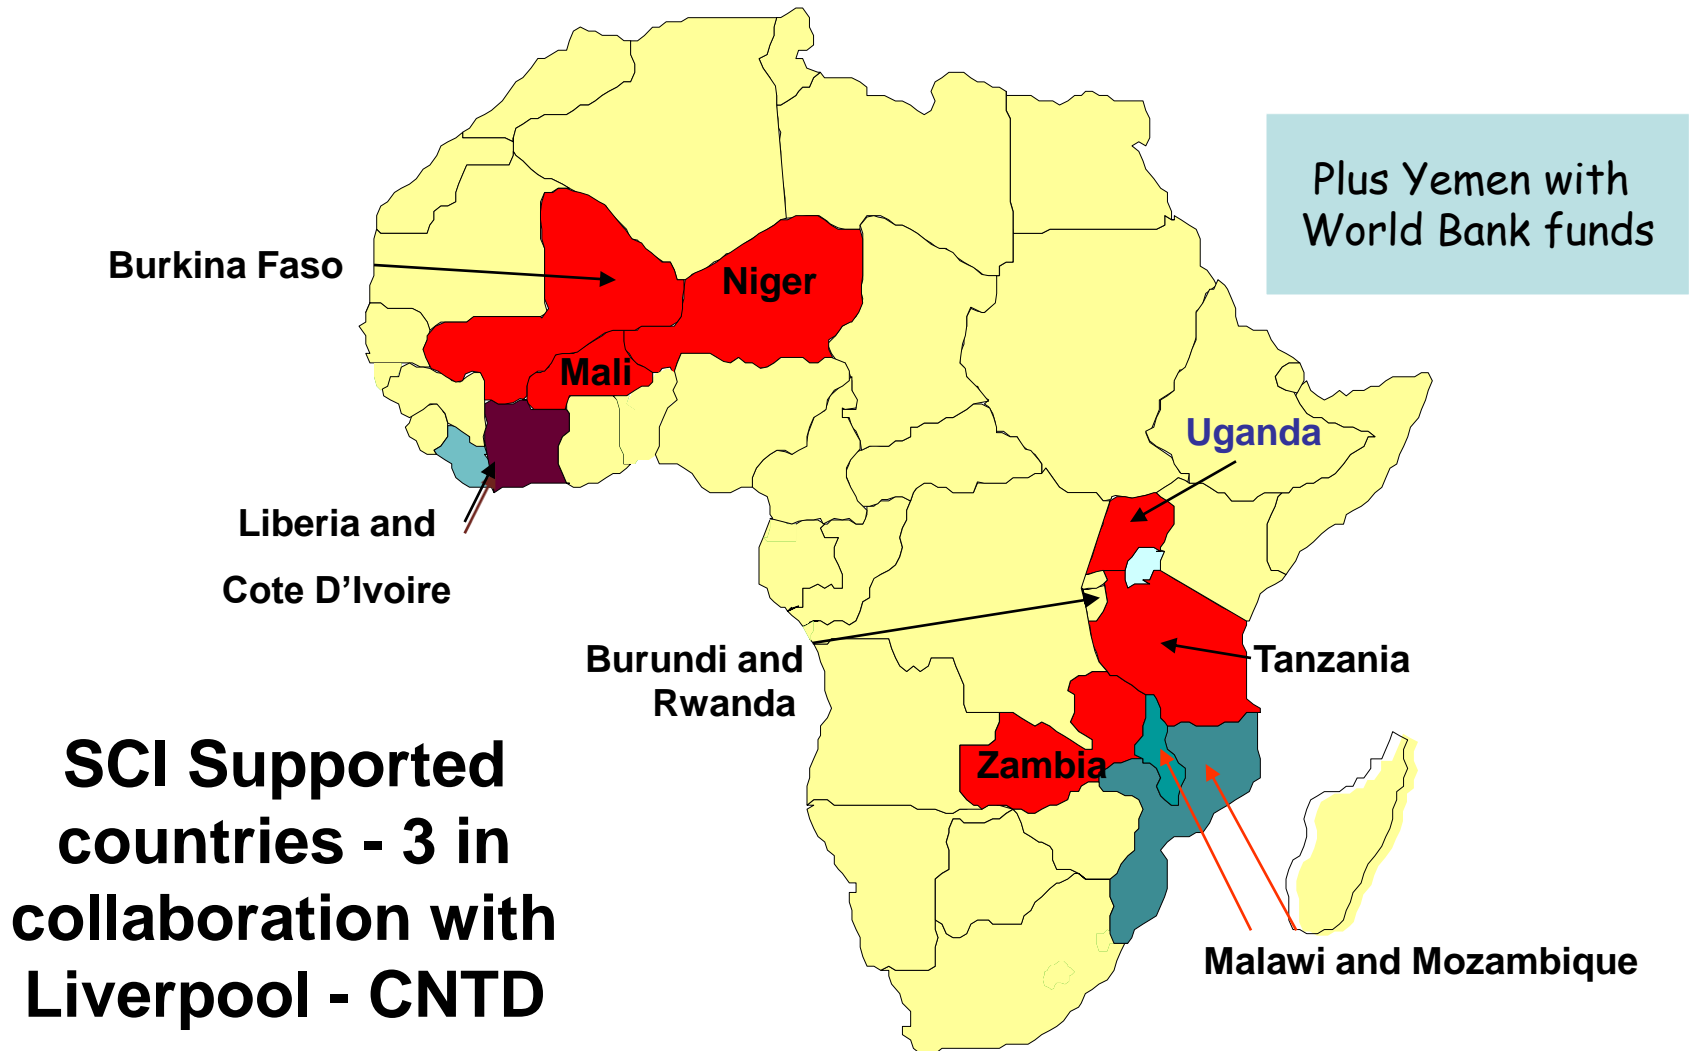 Plus Yemen with
World Bank funds
Burkina Faso
Niger
Mali
Uganda
Liberia and
Cote D’Ivoire
Burundi and
Rwanda
Tanzania
Zambia
SCI Supported
countries - 3 in
collaboration with
Liverpool - CNTD
Malawi and Mozambique